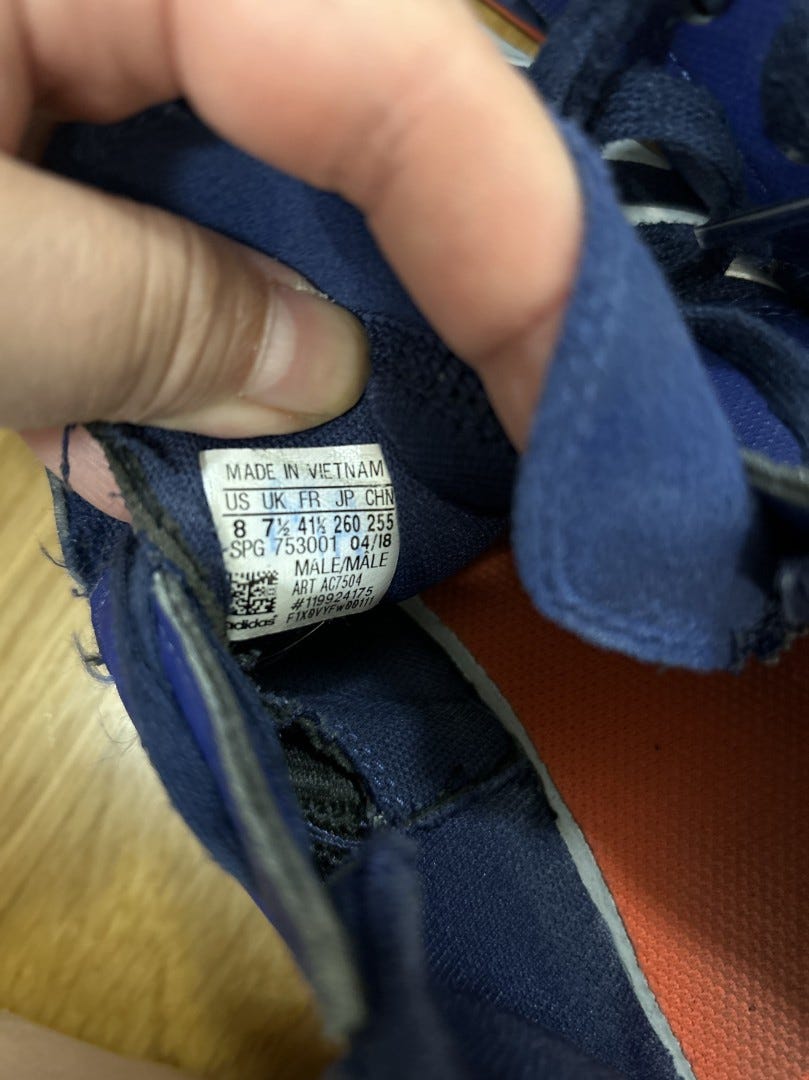 MADE IN VIETNAM
US UK FR JP CHN
8 7½ 41⅓ 260 255
SPG 753001 04/18
MALE/MÂLE
ART AC7504
#119924175
adidas